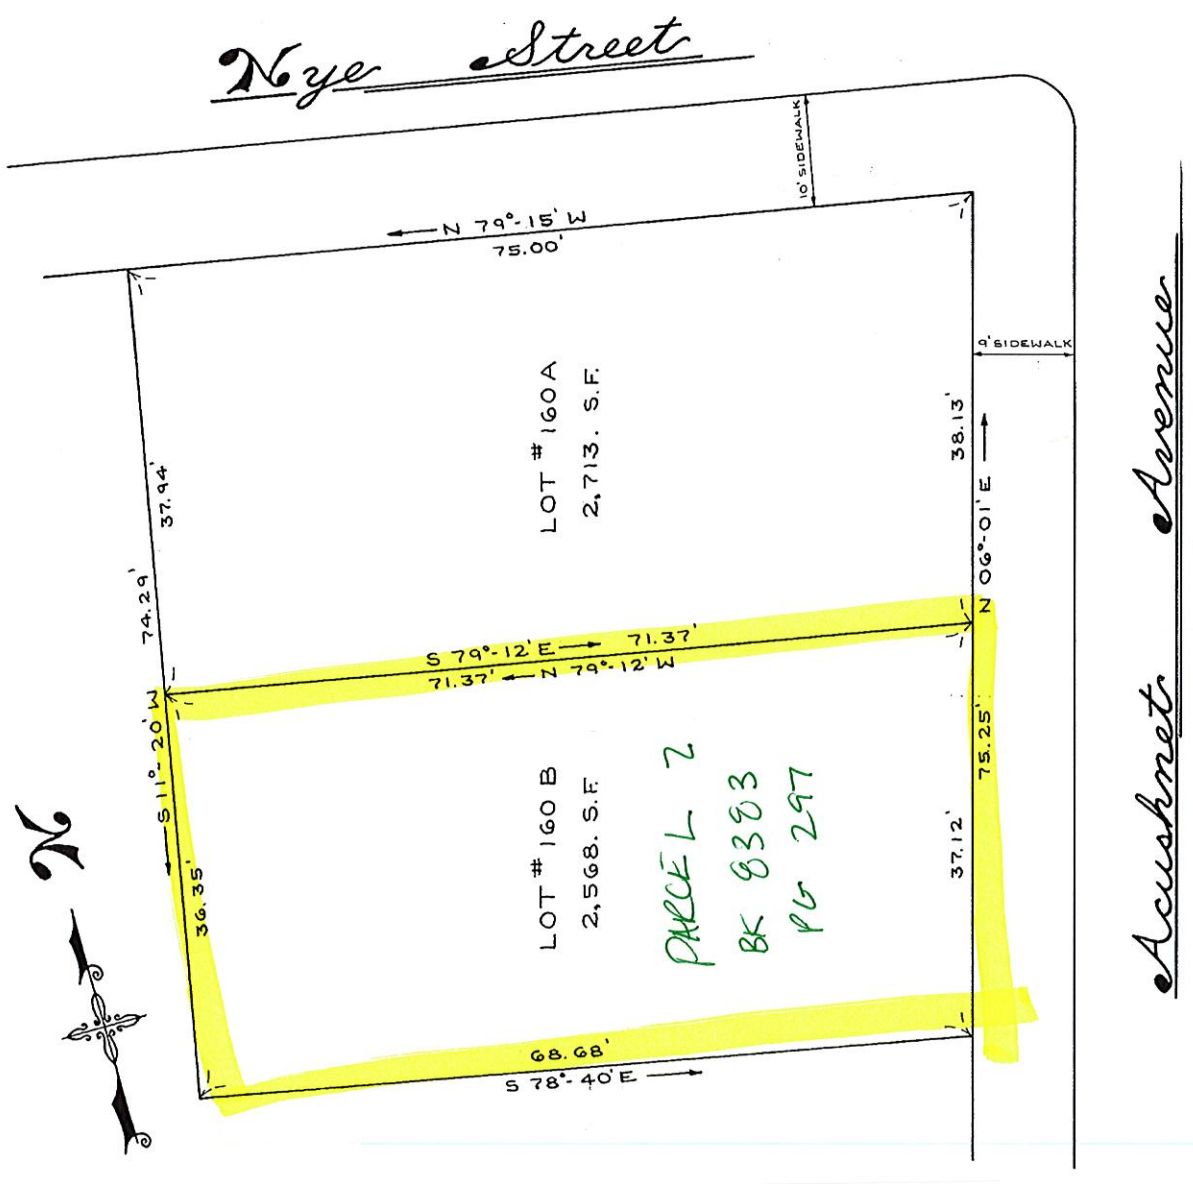 Nye Street
10' SIDEWALK
N 79°-15' W
75.00'
9' SIDEWALK
LOT # 160A
2,713. S.F.
38.13'
37.94'
74.29'
N 06°-01' E
Acushnet Avenue
S 79°-12' E 71.37'
71.37' N 79°-12' W
S 11°-20' W
75.25'
N
LOT # 160 B
2,568. S.F.
PARCEL 2
BK 8383
PG 297
37.12'
36.35'
68.68'
S 78°-40' E